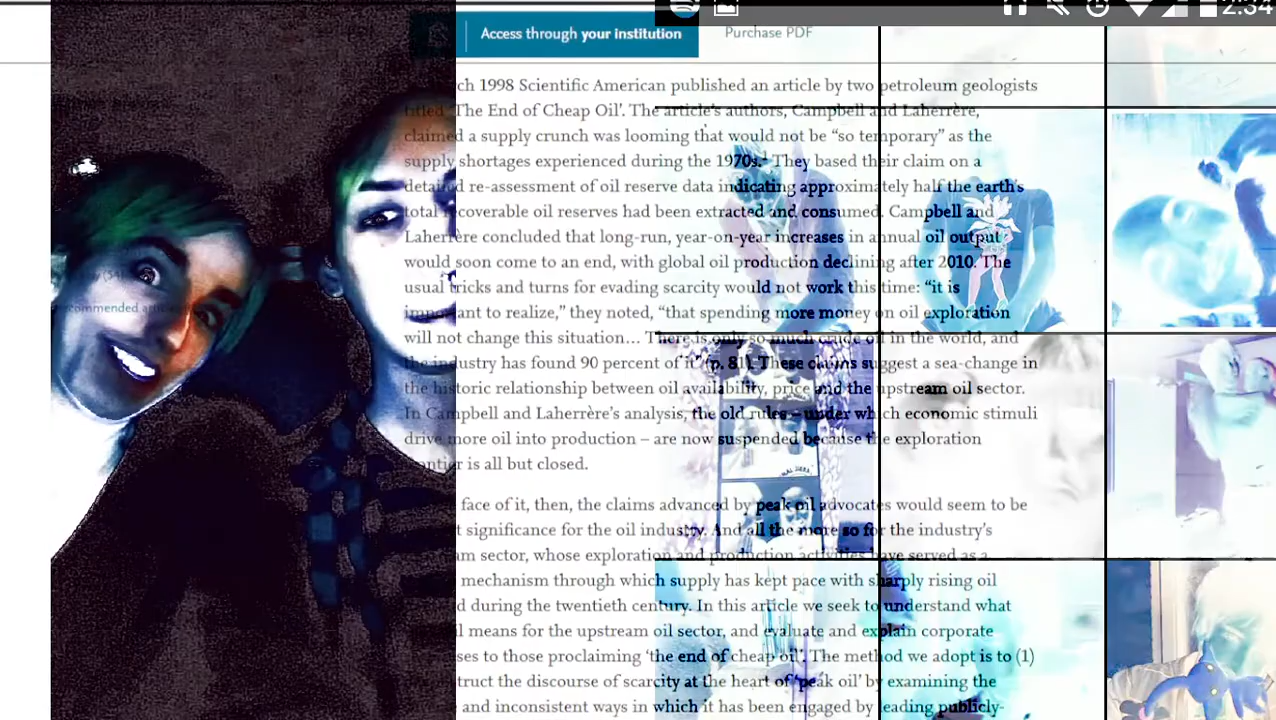 2:34
Access through your institution
Purchase PDF
ch 1998 Scientific American published an article by two petroleum geologists
titled 'The End of Cheap Oil'. The article's authors, Campbell and Laherrère,
claimed a supply crunch was looming that would not be “so temporary” as the
supply shortages experienced during the 1970s.¹ They based their claim on a
detailed re-assessment of oil reserve data indicating approximately half the earth's
total recoverable oil reserves had been extracted and consumed. Campbell and
Laherrère concluded that long-run, year-on-year increases in annual oil output
would soon come to an end, with global oil production declining after 2010. The
usual tricks and turns for evading scarcity would not work this time: “it is
important to realize,” they noted, “that spending more money on oil exploration
will not change this situation… There is only so much crude oil in the world, and
the industry has found 90 percent of it” (p. 81). These claims suggest a sea-change in
the historic relationship between oil availability, price and the upstream oil sector.
In Campbell and Laherrère's analysis, the old rules – under which economic stimuli
drive more oil into production – are now suspended because the exploration
frontier is all but closed.
face of it, then, the claims advanced by peak oil advocates would seem to be
t significance for the oil industry. And all the more so for the industry's
am sector, whose exploration and production activities have served as a
mechanism through which supply has kept pace with sharply rising oil
d during the twentieth century. In this article we seek to understand what
l means for the upstream oil sector, and evaluate and explain corporate
ses to those proclaiming 'the end of cheap oil'. The method we adopt is to (1)
truct the discourse of scarcity at the heart of 'peak oil' by examining the
and inconsistent ways in which it has been engaged by leading publicly-
(54)
commended articles